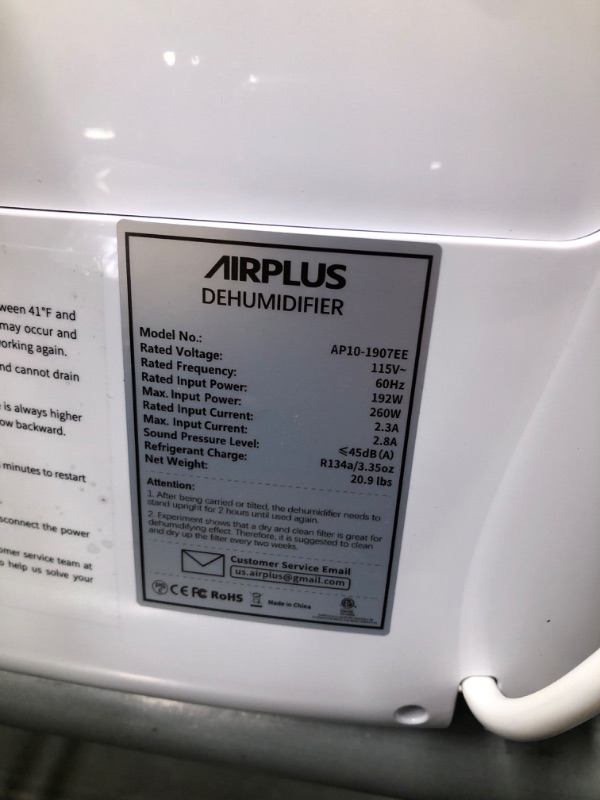 ween 41°F and
may occur and
orking again.
nd cannot drain
is always higher
ow backward.
minutes to restart
sconnect the power
omer service team at
o help us solve your
AIRPLUS
DEHUMIDIFIER
Model No.: AP10-1907EE
Rated Voltage: 115V~
Rated Frequency: 60Hz
Rated Input Power: 192W
Max. Input Power: 260W
Rated Input Current: 2.3A
Max. Input Current: 2.8A
Sound Pressure Level: ≤45dB(A)
Refrigerant Charge: R134a/3.35oz
Net Weight: 20.9 lbs
Attention:
1. After being carried or tilted, the dehumidifier needs to
stand upright for 2 hours until used again.
2. Experiment shows that a dry and clean filter is great for
dehumidifying effect. Therefore, it is suggested to clean
and dry up the filter every two weeks.
Customer Service Email
us.airplus@gmail.com
CE FC RoHS Made in China